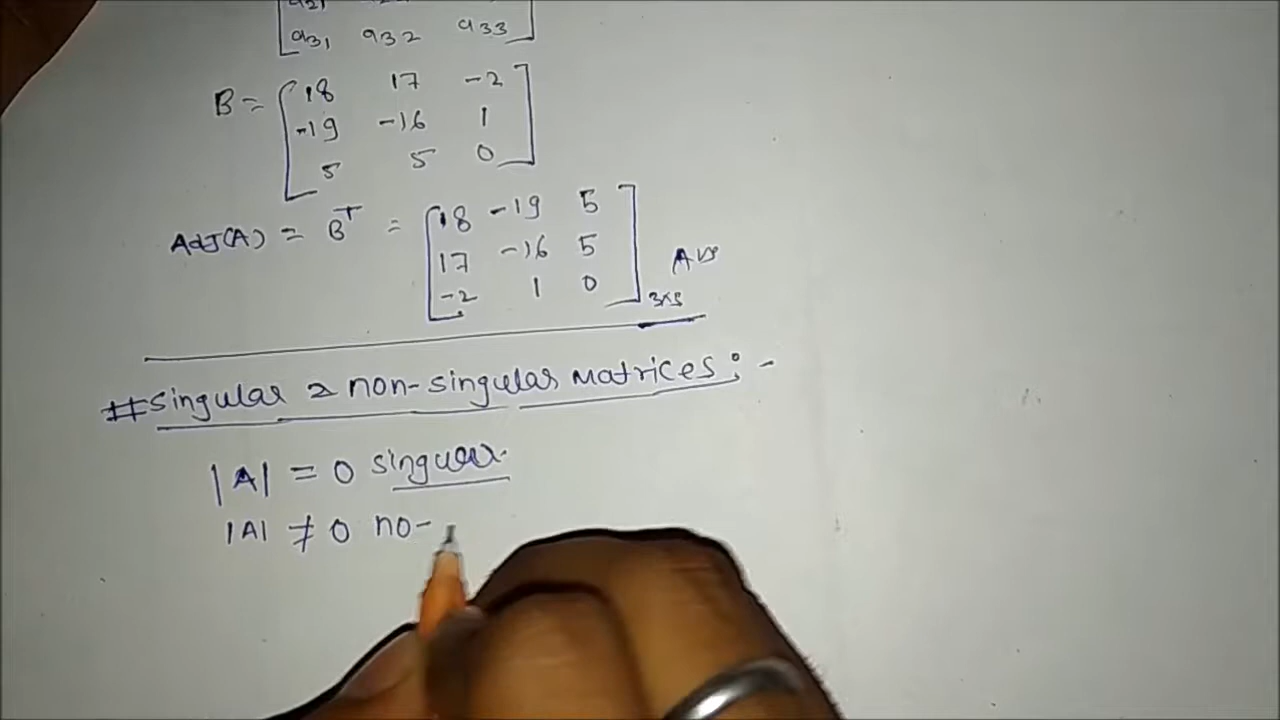 a31 a32 a33
B = [ 18 17 -2
-19 -16 1
5 5 0 ]
Adj(A) = B^T = [ 18 -19 5
17 -16 5
-2 1 0 ] 3x3 Ans
#singular & non-singular matrices :-
|A| = 0 singular
|A| ≠ 0 no-